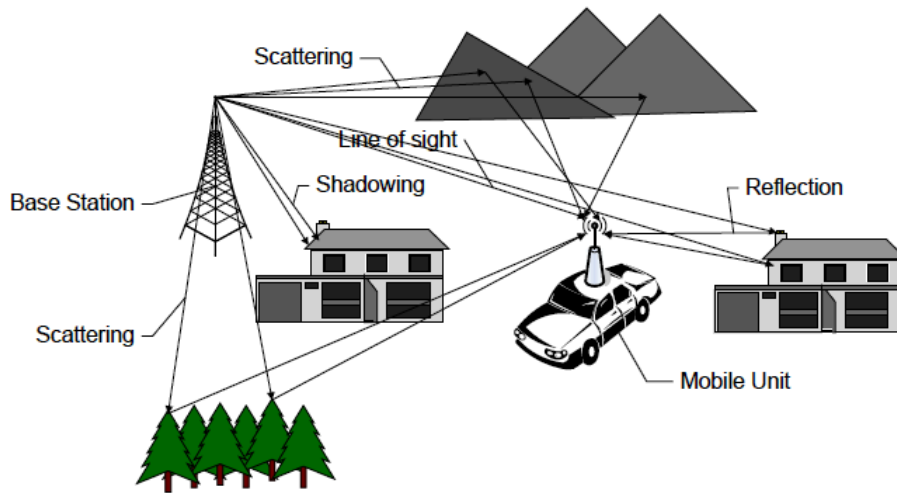 Scattering
Line of sight
Shadowing
Reflection
Base Station
Scattering
Mobile Unit